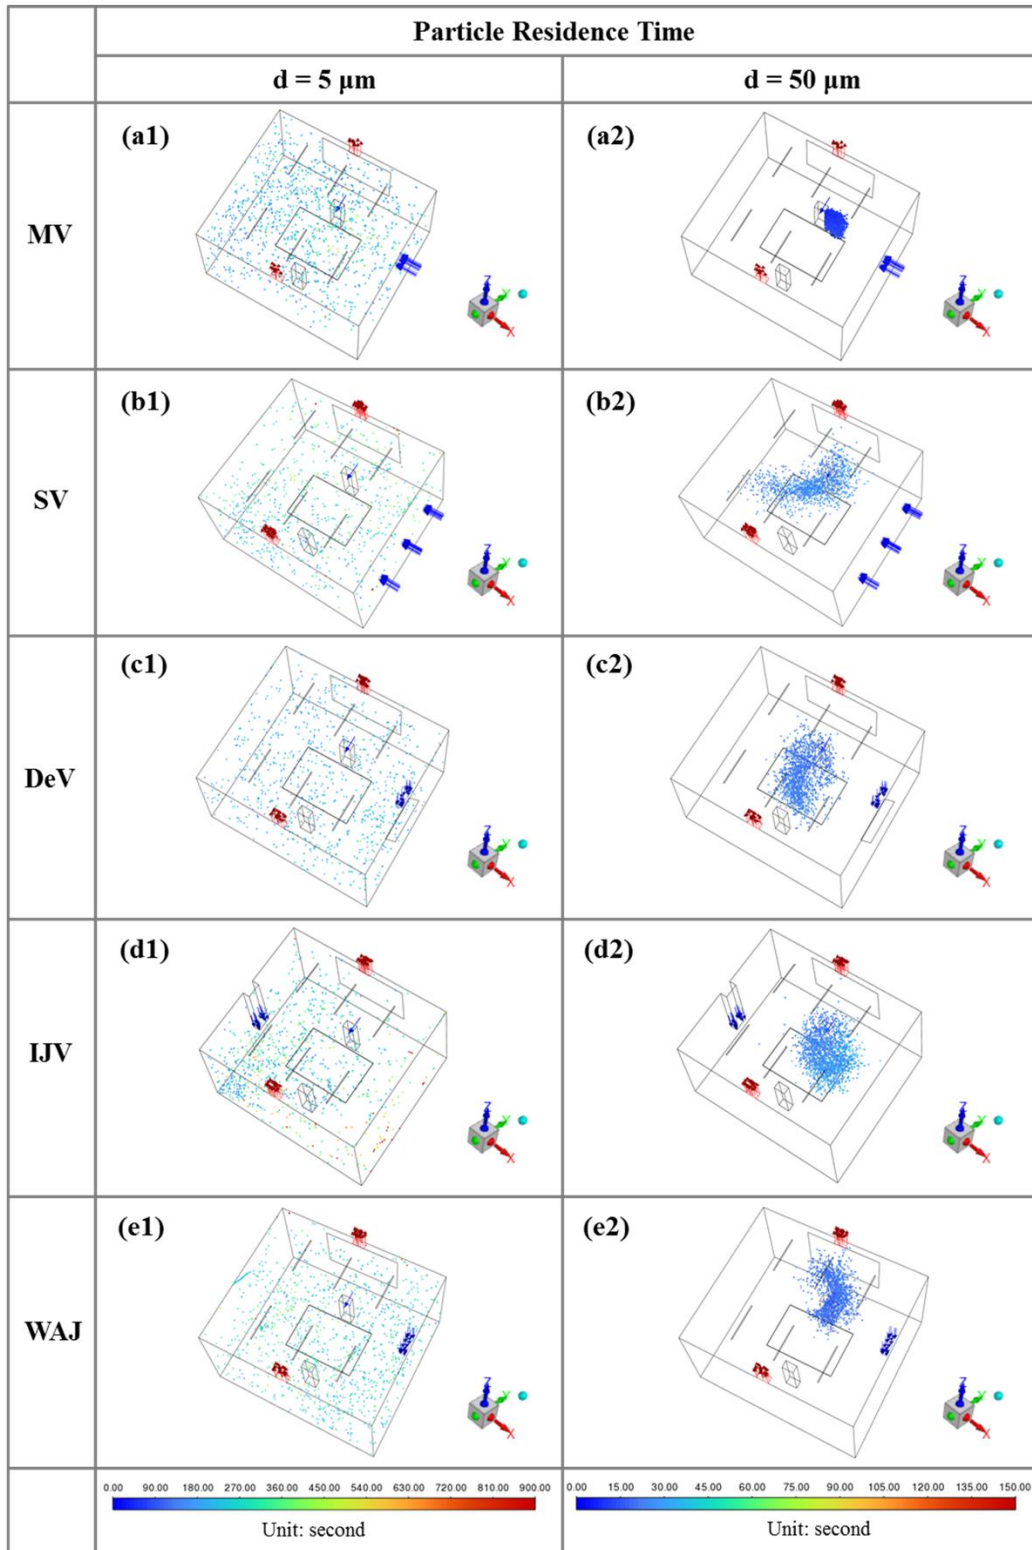 Particle Residence Time
d = 5 μm d = 50 μm
MV (a1) (a2)
Z Y X Z Y X
SV (b1) (b2)
Z Y X Z Y X
DeV (c1) (c2)
Z Y X Z Y X
IJV (d1) (d2)
Z Y X Z Y X
WAJ (e1) (e2)
Z Y X Z Y X
0.00 90.00 180.00 270.00 360.00 450.00 540.00 630.00 720.00 810.00 900.00 0.00 15.00 30.00 45.00 60.00 75.00 90.00 105.00 120.00 135.00 150.00
Unit: second Unit: second